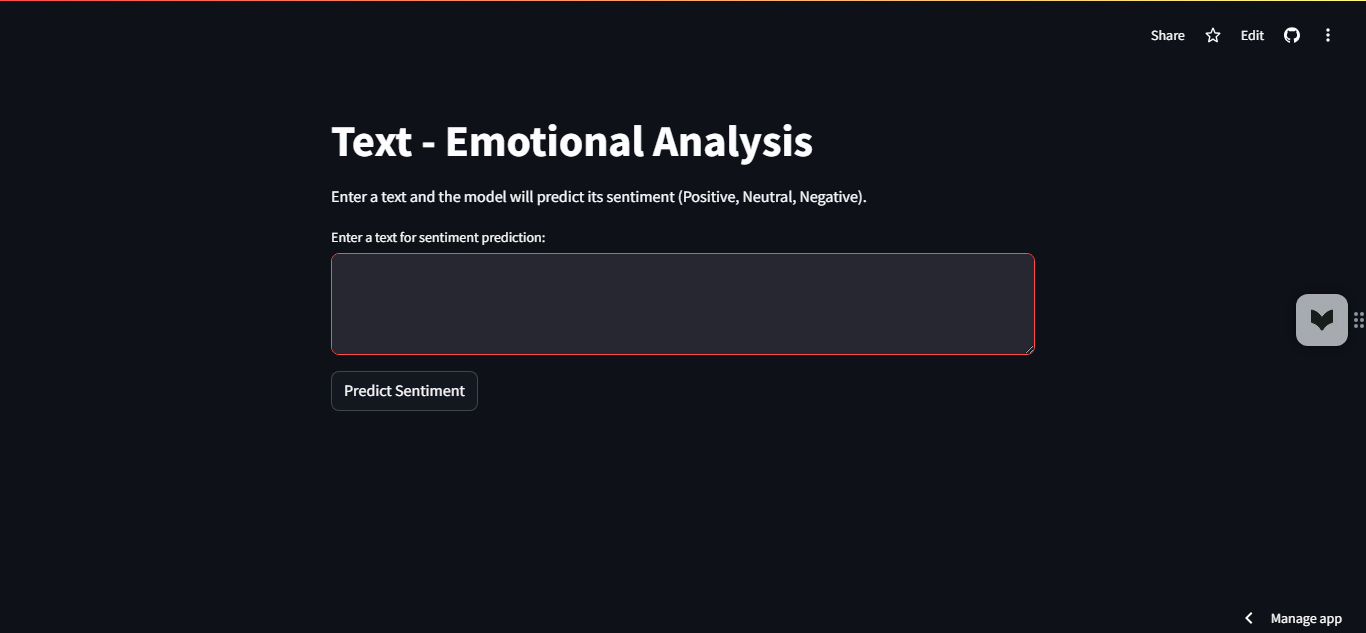 Share
Edit
Text - Emotional Analysis
Enter a text and the model will predict its sentiment (Positive, Neutral, Negative).
Enter a text for sentiment prediction:
Predict Sentiment
Manage app